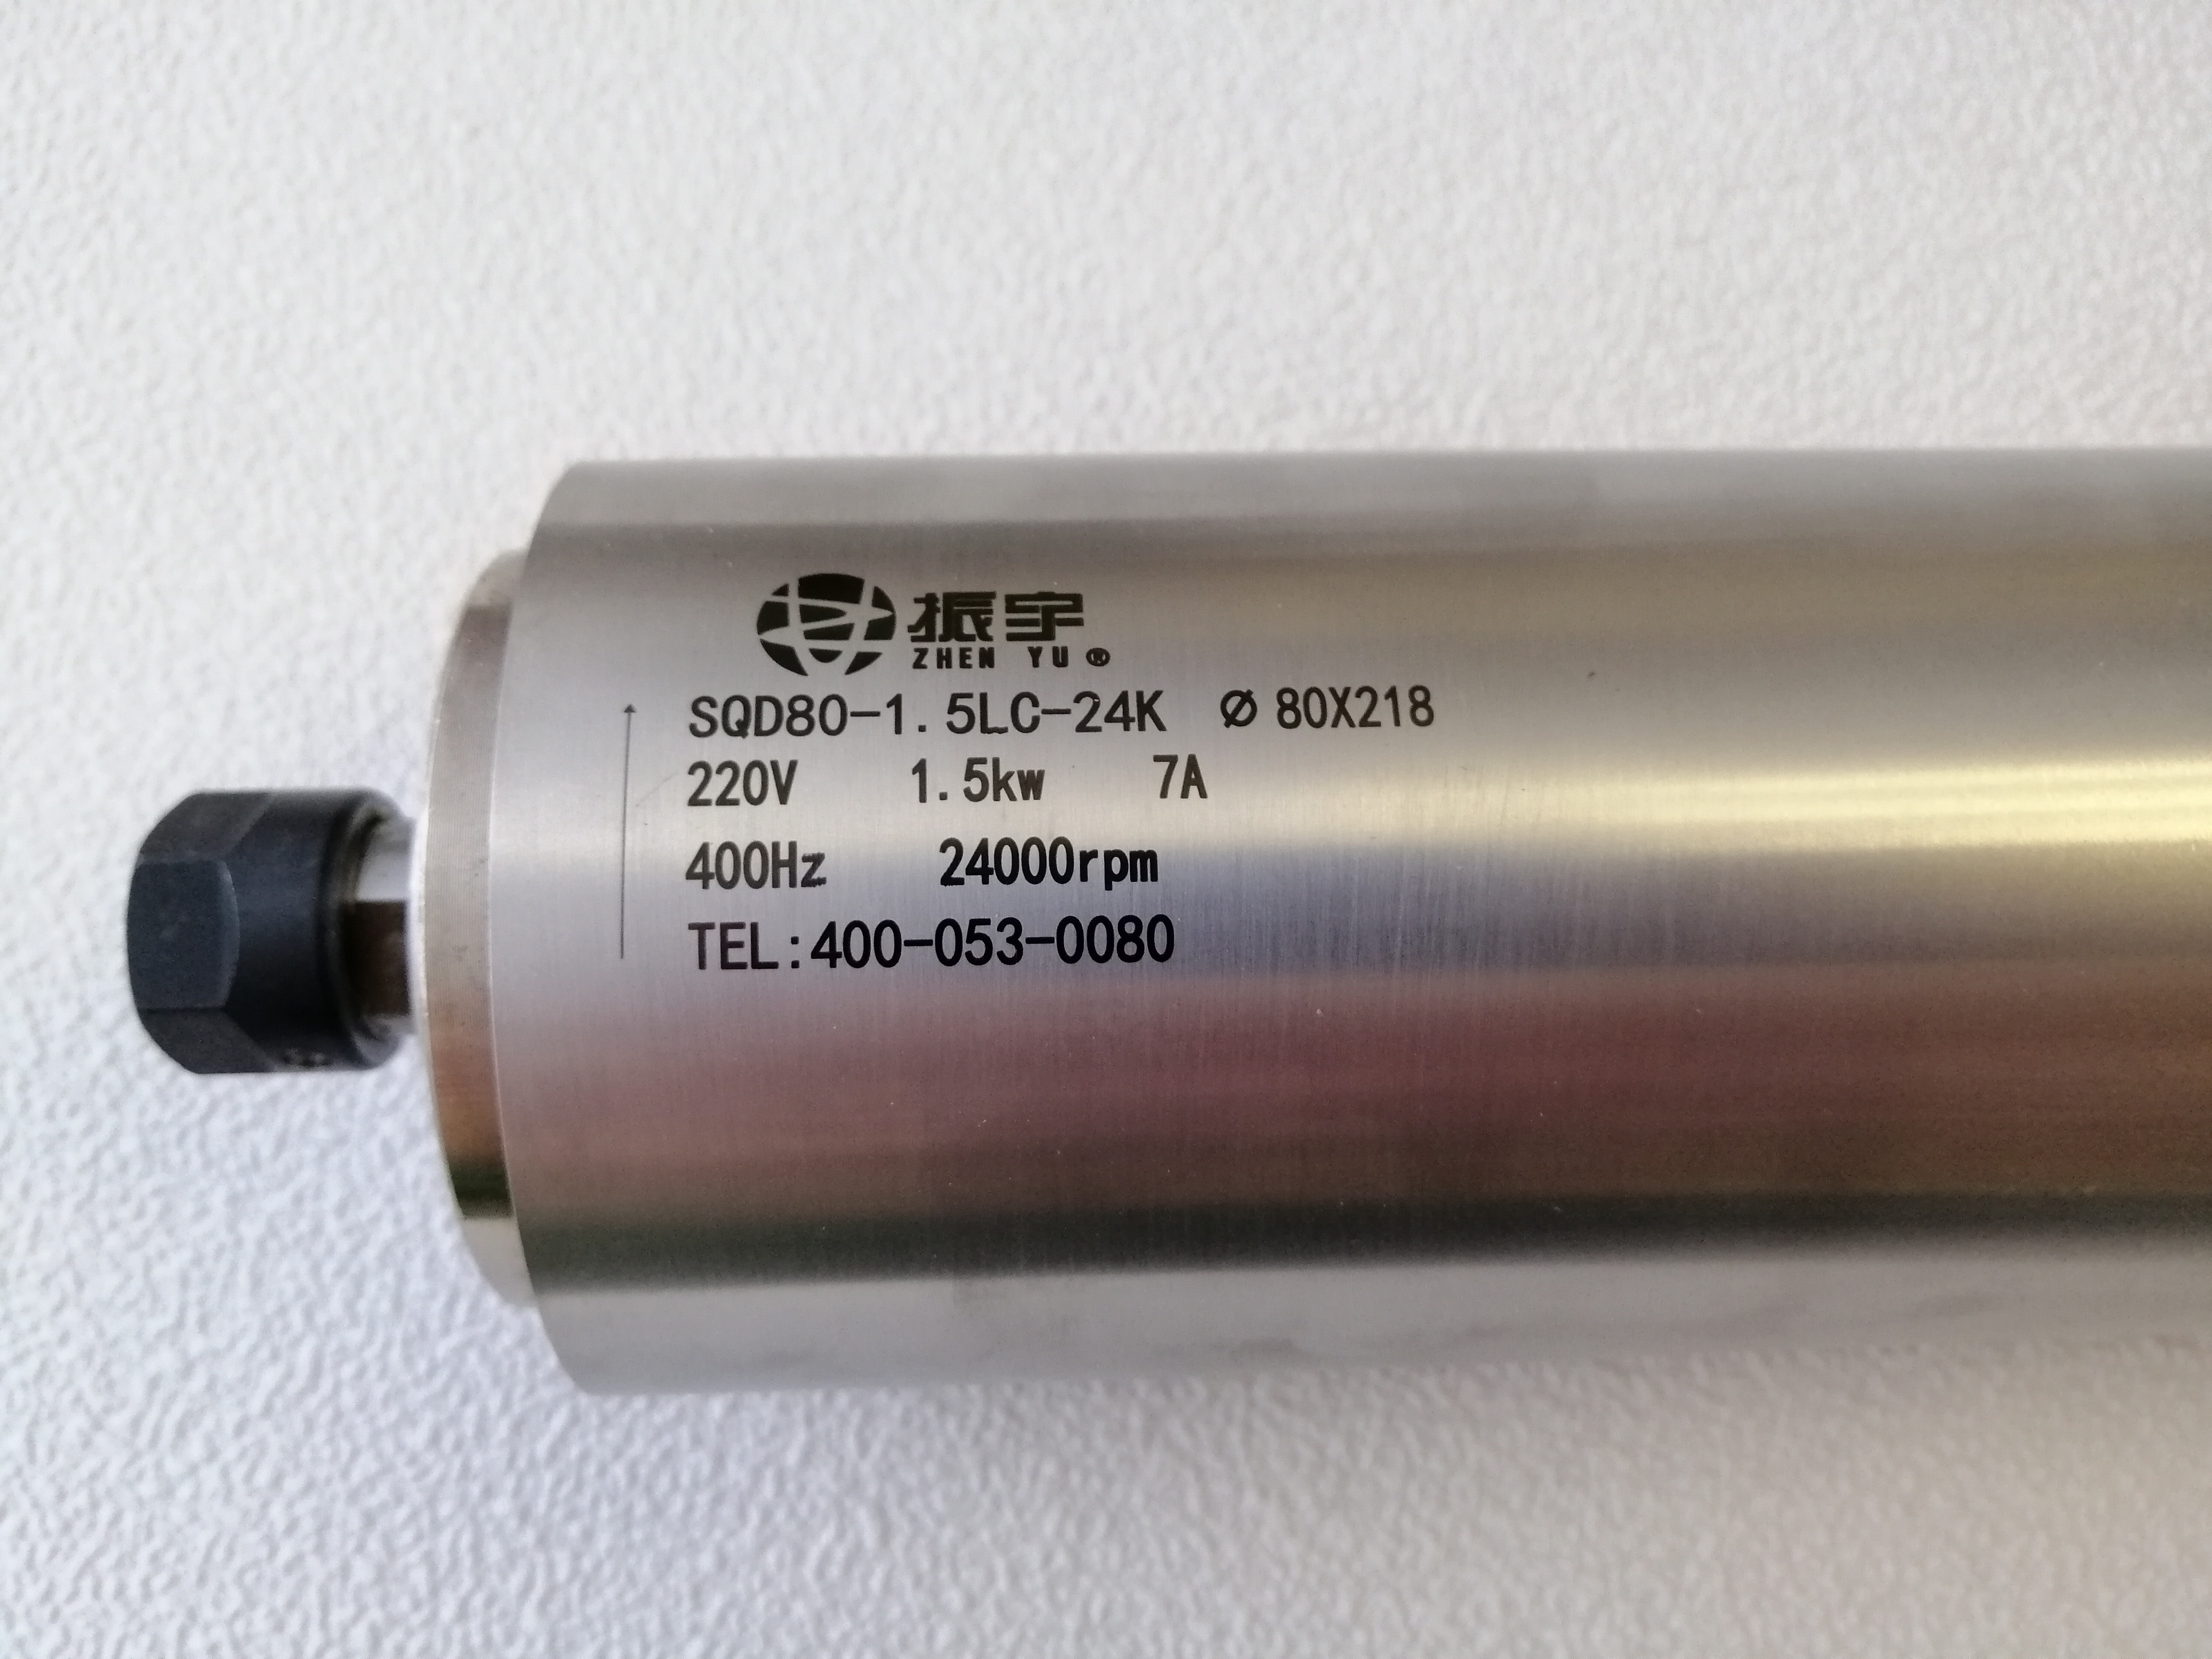 振宇
ZHEN YU ®
SQD80-1.5LC-24K Ø 80X218
220V 1.5kw 7A
400Hz 24000rpm
TEL:400-053-0080